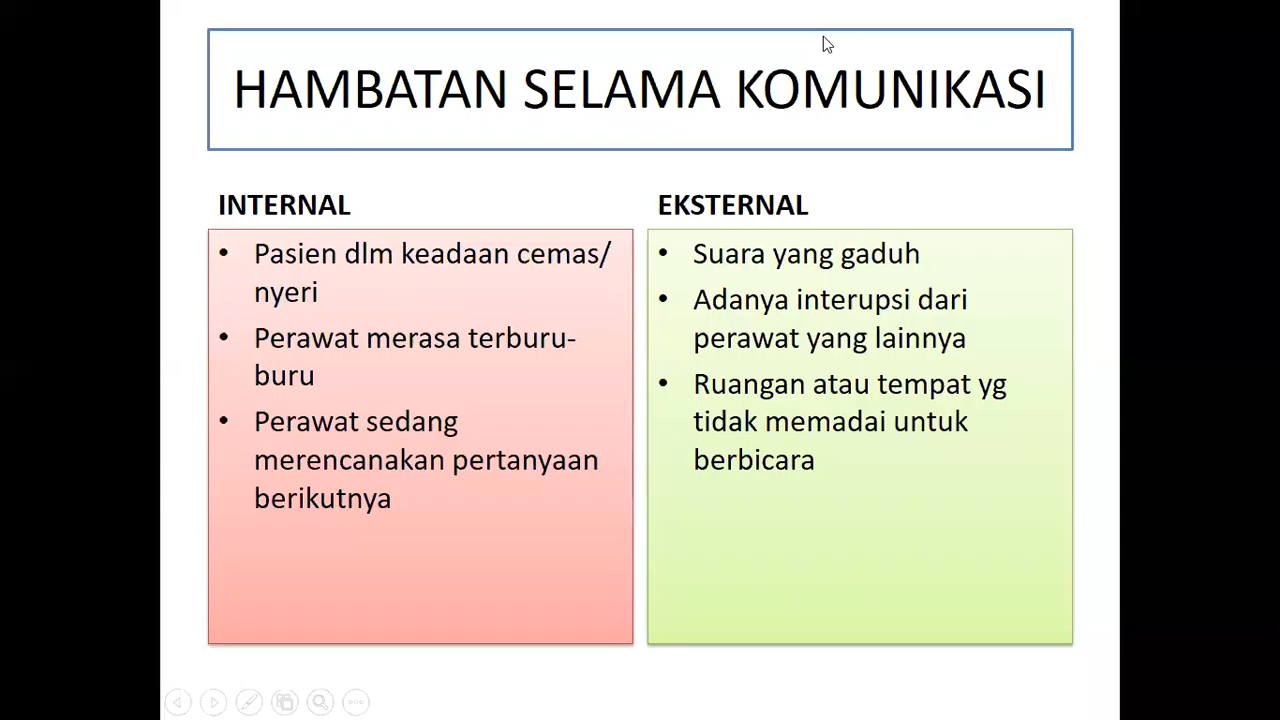 HAMBATAN SELAMA KOMUNIKASI
INTERNAL
• Pasien dlm keadaan cemas/
nyeri
• Perawat merasa terburu-
buru
• Perawat sedang
merencanakan pertanyaan
berikutnya
EKSTERNAL
• Suara yang gaduh
• Adanya interupsi dari
perawat yang lainnya
• Ruangan atau tempat yg
tidak memadai untuk
berbicara